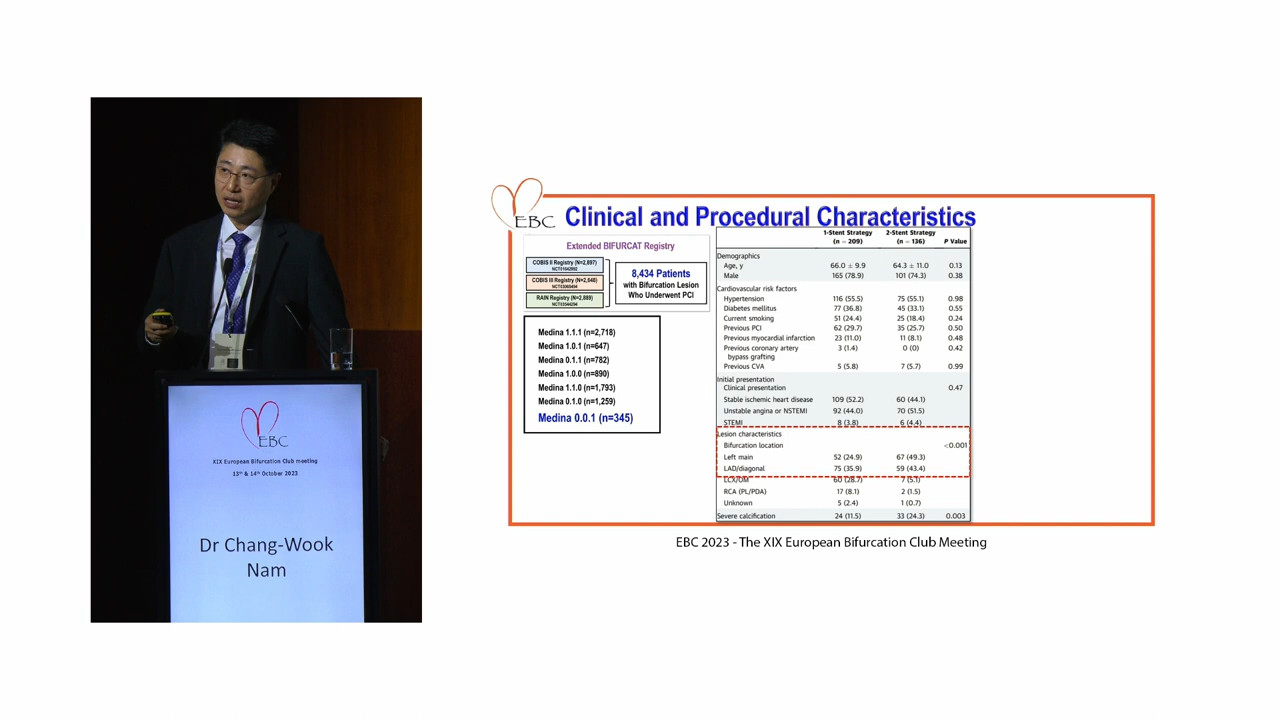 EBC
XIX European Bifurcation Club meeting
13th & 14th October 2023
Dr Chang-Wook
Nam
EBC
Clinical and Procedural Characteristics
Extended BIFURCAT Registry
COBIS II Registry (N=2,897)
NCT01642992
COBIS III Registry (N=2,648)
NCT03068494
RAIN Registry (N=2,889)
NCT03544294
8,434 Patients
with Bifurcation Lesion
Who Underwent PCI
Medina 1.1.1 (n=2,718)
Medina 1.0.1 (n=647)
Medina 0.1.1 (n=782)
Medina 1.0.0 (n=890)
Medina 1.1.0 (n=1,793)
Medina 0.1.0 (n=1,259)
Medina 0.0.1 (n=345)
1-Stent Strategy 2-Stent Strategy
(n = 209) (n = 136) P Value
Demographics
Age, y 66.0 ± 9.9 64.3 ± 11.0 0.13
Male 165 (78.9) 101 (74.3) 0.38
Cardiovascular risk factors
Hypertension 116 (55.5) 75 (55.1) 0.98
Diabetes mellitus 77 (36.8) 45 (33.1) 0.55
Current smoking 51 (24.4) 25 (18.4) 0.24
Previous PCI 62 (29.7) 35 (25.7) 0.50
Previous myocardial infarction 23 (11.0) 11 (8.1) 0.48
Previous coronary artery 3 (1.4) 0 (0) 0.42
bypass grafting
Previous CVA 5 (5.8) 7 (5.7) 0.99
Initial presentation
Clinical presentation 0.47
Stable ischemic heart disease 109 (52.2) 60 (44.1)
Unstable angina or NSTEMI 92 (44.0) 70 (51.5)
STEMI 8 (3.8) 6 (4.4)
Lesion characteristics
Bifurcation location <0.001
Left main 52 (24.9) 67 (49.3)
LAD/diagonal 75 (35.9) 59 (43.4)
LCX/OM 60 (28.7) 7 (5.1)
RCA (PL/PDA) 17 (8.1) 2 (1.5)
Unknown 5 (2.4) 1 (0.7)
Severe calcification 24 (11.5) 33 (24.3) 0.003
EBC 2023 - The XIX European Bifurcation Club Meeting